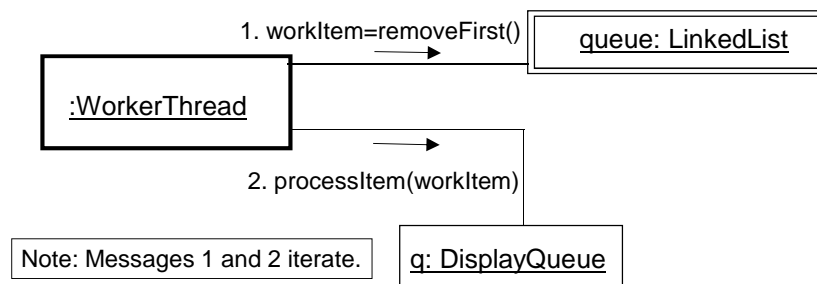 1. workItem=removeFirst()
queue: LinkedList
:WorkerThread
2. processItem(workItem)
Note: Messages 1 and 2 iterate.
q: DisplayQueue